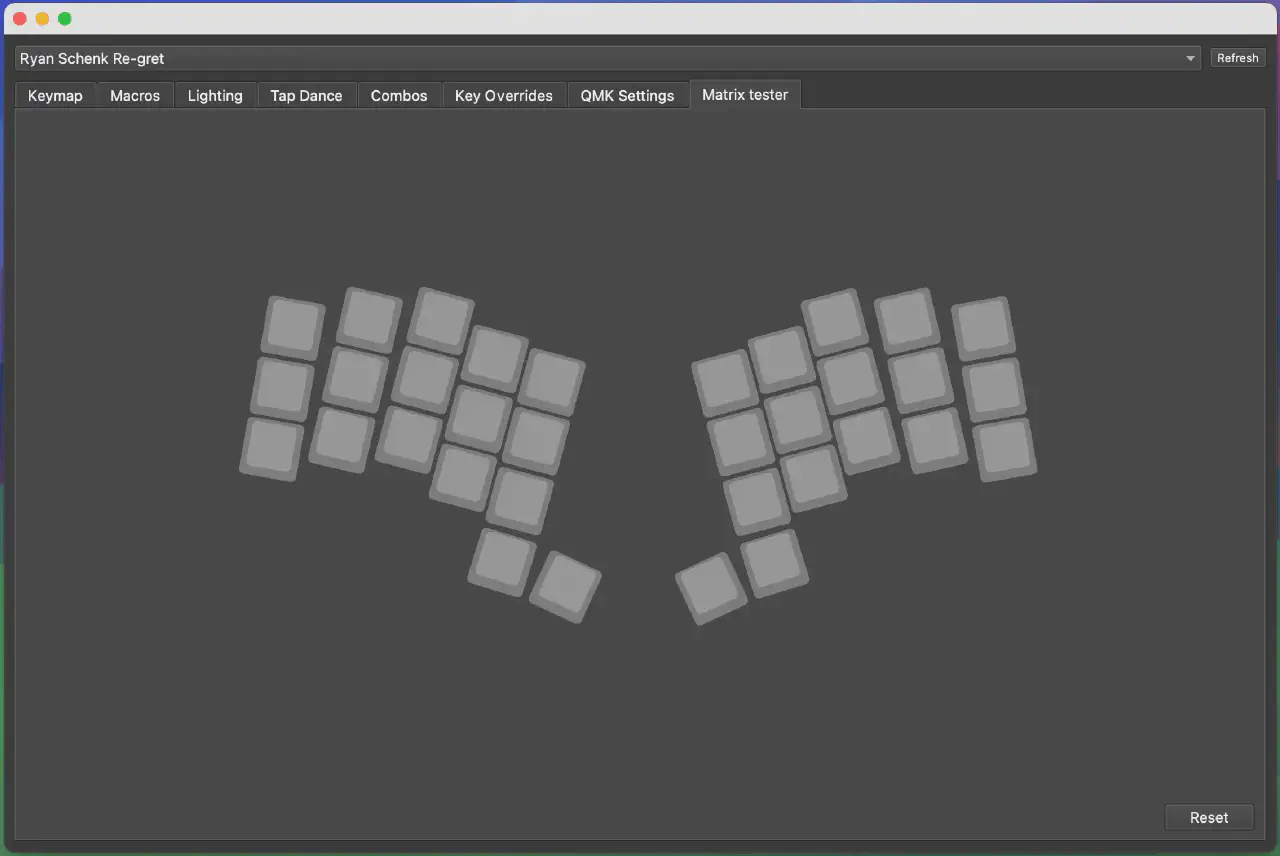 Ryan Schenk Re-gret
Refresh
Keymap Macros Lighting Tap Dance Combos Key Overrides QMK Settings Matrix tester
Reset